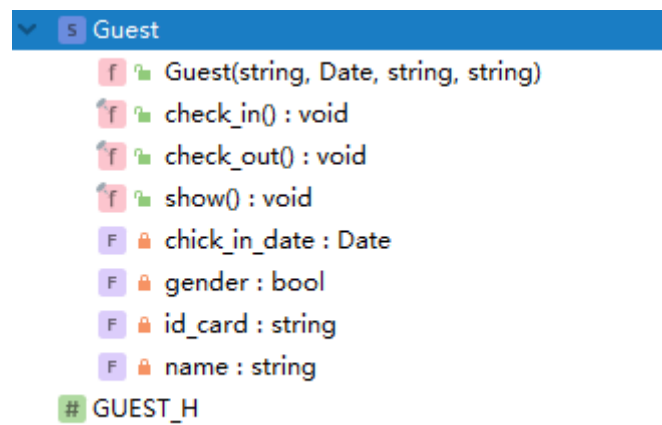 S Guest
f Guest(string, Date, string, string)
f check_in() : void
f check_out() : void
f show() : void
F chick_in_date : Date
F gender : bool
F id_card : string
F name : string
# GUEST_H